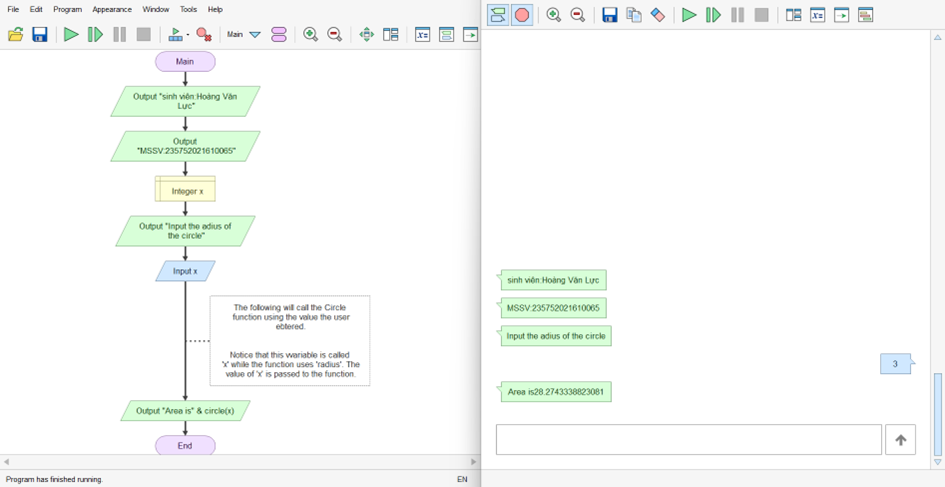 File Edit Program Appearance Window Tools Help
Main
Main
Output "sinh viên:Hoàng Văn
Lực"
Output
"MSSV:235752021610065"
Integer x
Output "Input the adius of
the circle"
Input x
The following will call the Circle
function using the value the user
ebtered.
Notice that this vvariable is called
'x' while the function uses 'radius'. The
value of 'x' is passed to the function.
Output "Area is" & circle(x)
End
Program has finished running.
EN
sinh viên:Hoàng Văn Lực
MSSV:235752021610065
Input the adius of the circle
3
Area is28.2743338823081